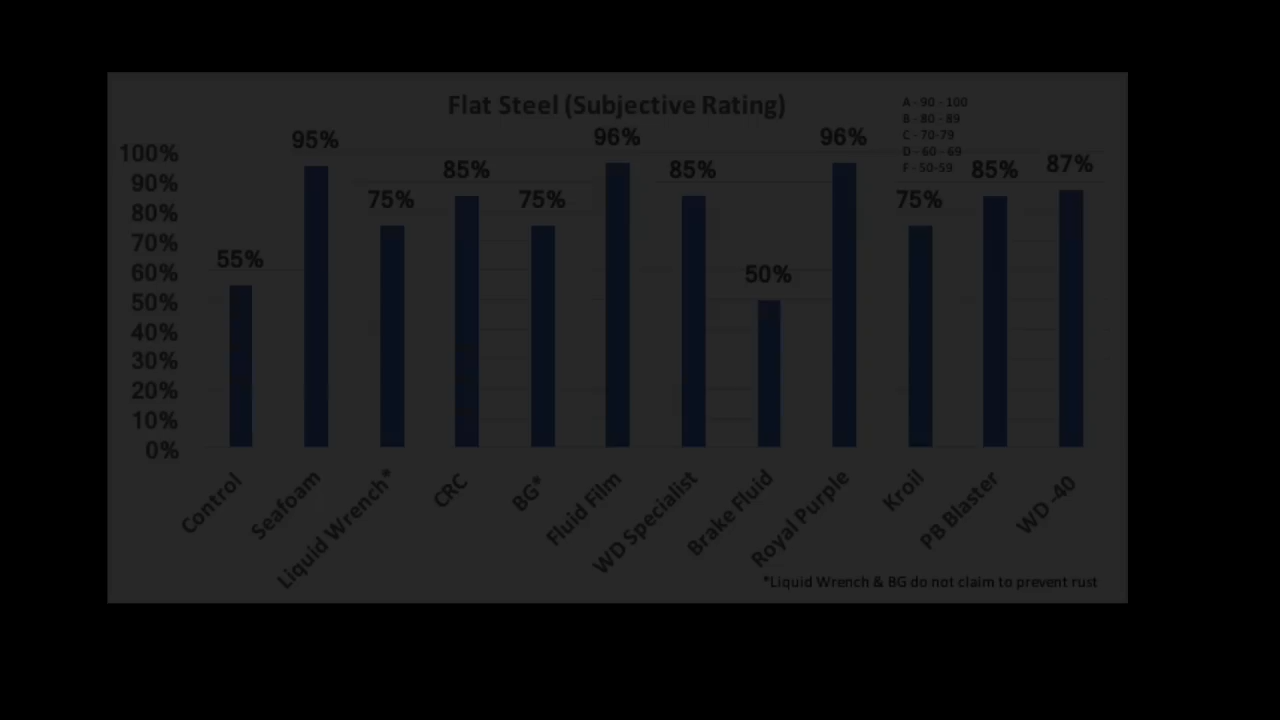 Flat Steel (Subjective Rating)
A - 90 - 100
B - 80 - 89
C - 70-79
D - 60 - 69
F - 50-59
100%
90%
80%
70%
60%
50%
40%
30%
20%
10%
0%
55%
95%
75%
85%
75%
96%
85%
50%
96%
75%
85%
87%
Control
Seafoam
Liquid Wrench*
CRC
BG*
Fluid Film
WD Specialist
Brake Fluid
Royal Purple
Kroil
PB Blaster
WD -40
*Liquid Wrench & BG do not claim to prevent rust